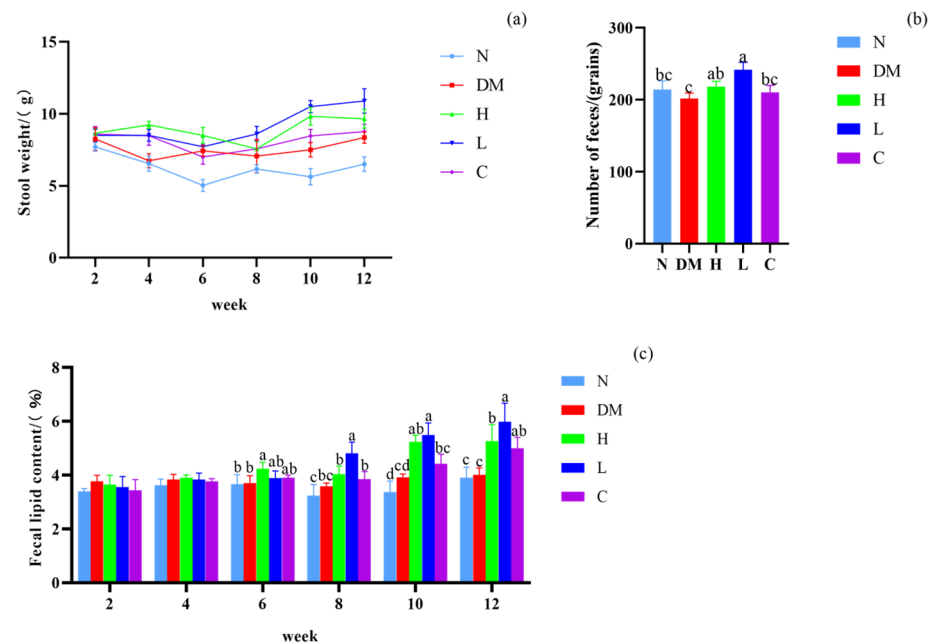 (a)
15
10
5
0
Stool weight/( g)
2 4 6 8 10 12
week
N
DM
H
L
C
(b)
300
200
100
0
Number of feces/(grains)
bc c ab a bc
N DM H L C
N
DM
H
L
C
(c)
8
6
4
2
0
Fecal lipid content/( %)
b b a ab ab
c bc b a b
d cd ab a bc
c c b a ab
2 4 6 8 10 12
week
N
DM
H
L
C